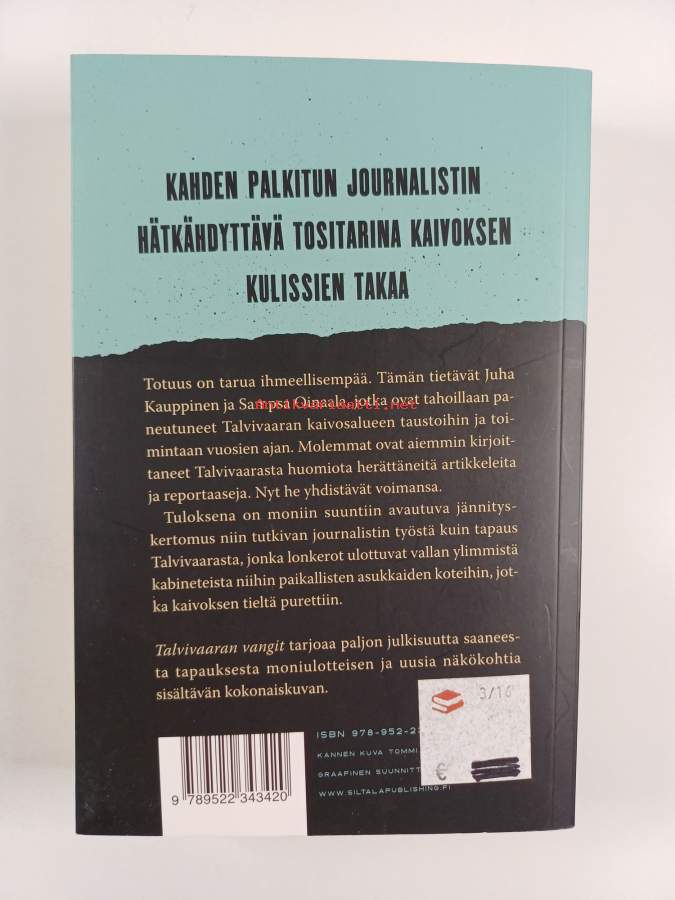 KAHDEN PALKITUN JOURNALISTIN
HÄTKÄHDYTTÄVÄ TOSITARINA KAIVOKSEN
KULISSIEN TAKAA
Totuus on tarua ihmeellisempää. Tämän tietävät Juha
Kauppinen ja Sampsa Oinaala, jotka ovat tahoillaan pa-
antikvariaatti.net
neutuneet Talvivaaran kaivosalueen taustoihin ja toi-
mintaan vuosien ajan. Molemmat ovat aiemmin kirjoit-
taneet Talvivaarasta huomiota herättäneitä artikkeleita
ja reportaaseja. Nyt he yhdistävät voimansa.
Tuloksena on moniin suuntiin avautuva jännitys-
kertomus niin tutkivan journalistin työstä kuin tapaus
Talvivaarasta, jonka lonkerot ulottuvat vallan ylimmistä
kabineteista niihin paikallisten asukkaiden koteihin, jot-
ka kaivoksen tieltä purettiin.
Talvivaaran vangit tarjoaa paljon julkisuutta saanees-
ta tapauksesta moniulotteisen ja uusia näkökohtia
sisältävän kokonaiskuvan.
3/16
ISBN 978-952-2
KANNEN KUVA TOMMI
GRAAFINEN SUUNNITT
€
WWW.SILTALAPUBLISHING.FI
9 789522 343420